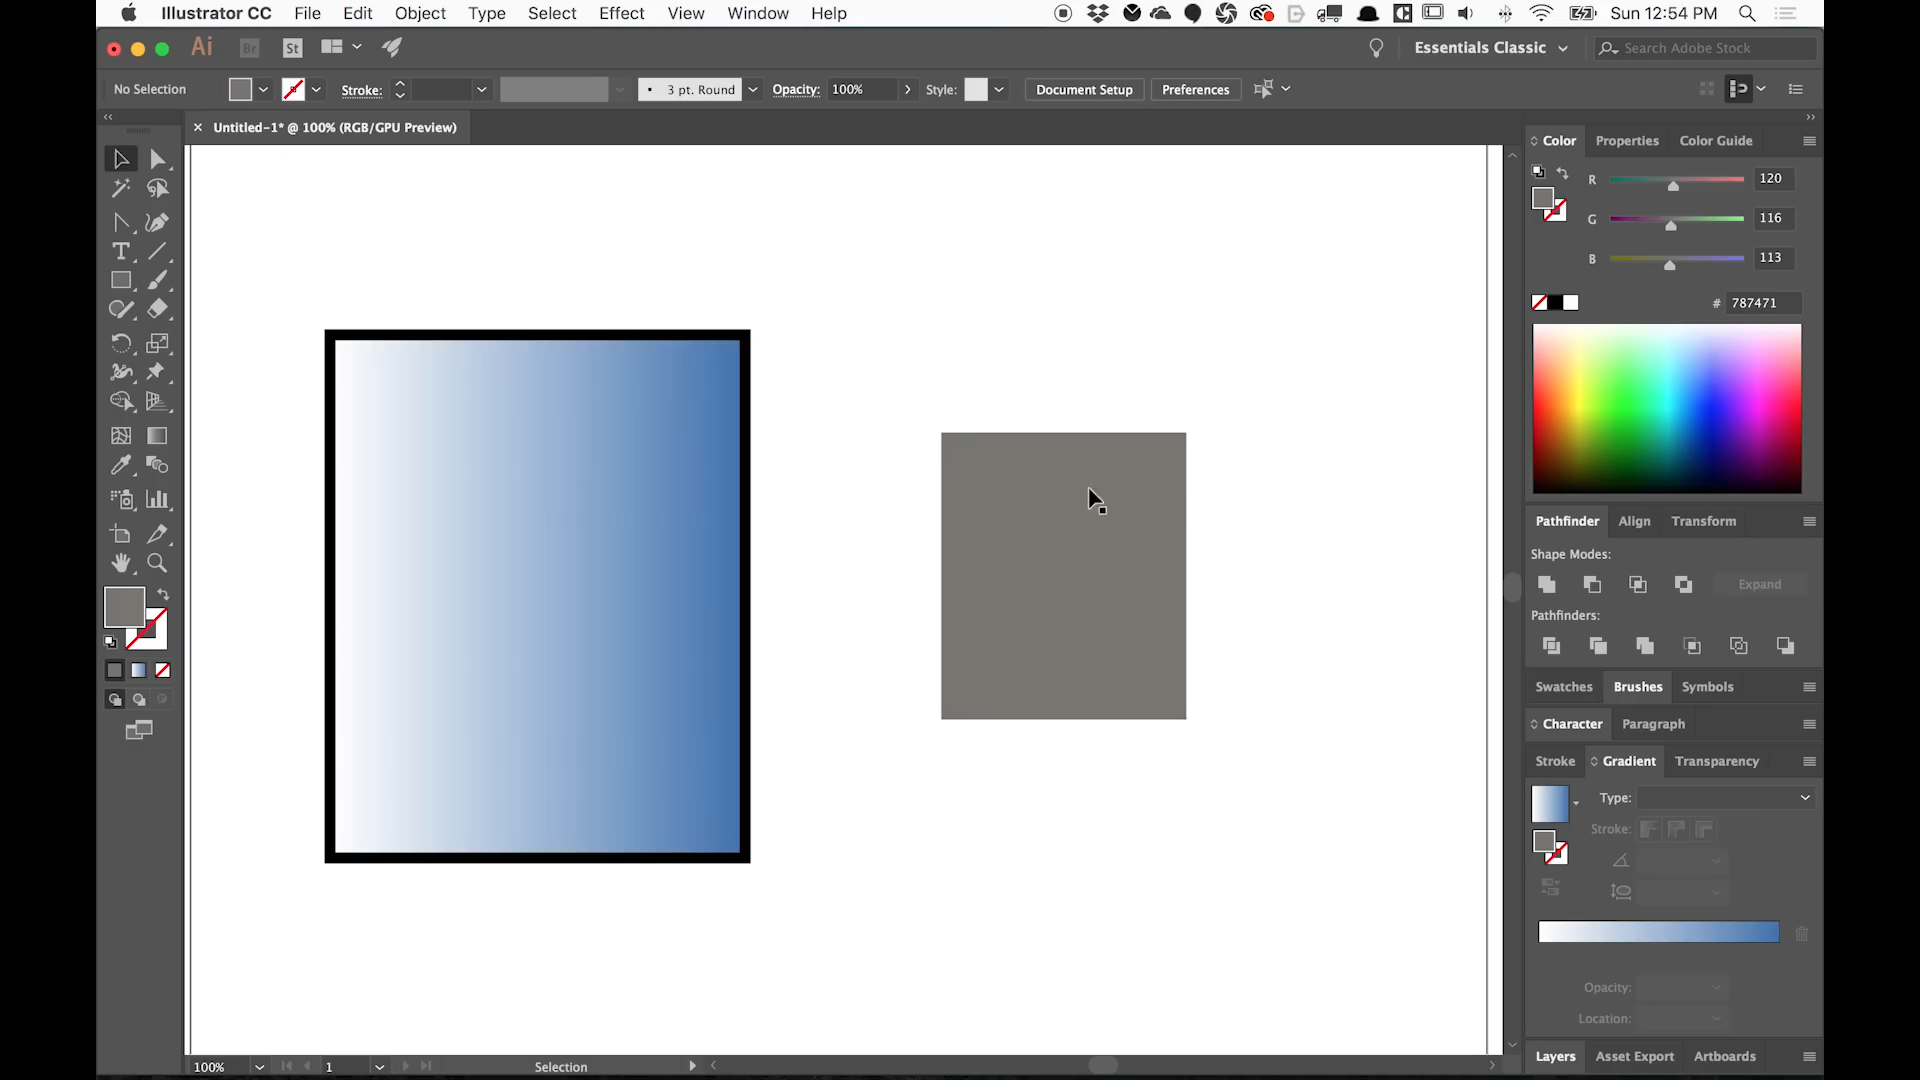 Illustrator CC File Edit Object Type Select Effect View Window Help Sun 12:54 PM
Ai Br St Essentials Classic Search Adobe Stock
No Selection Stroke: 3 pt. Round Opacity: 100% Style: Document Setup Preferences
Untitled-1* @ 100% (RGB/GPU Preview)
Color Properties Color Guide
R 120
G 116
B 113
# 787471
Pathfinder Align Transform
Shape Modes:
Expand
Pathfinders:
Swatches Brushes Symbols
Character Paragraph
Stroke Gradient Transparency
Type:
Stroke:
Opacity:
Location:
100% 1 Selection
Layers Asset Export Artboards